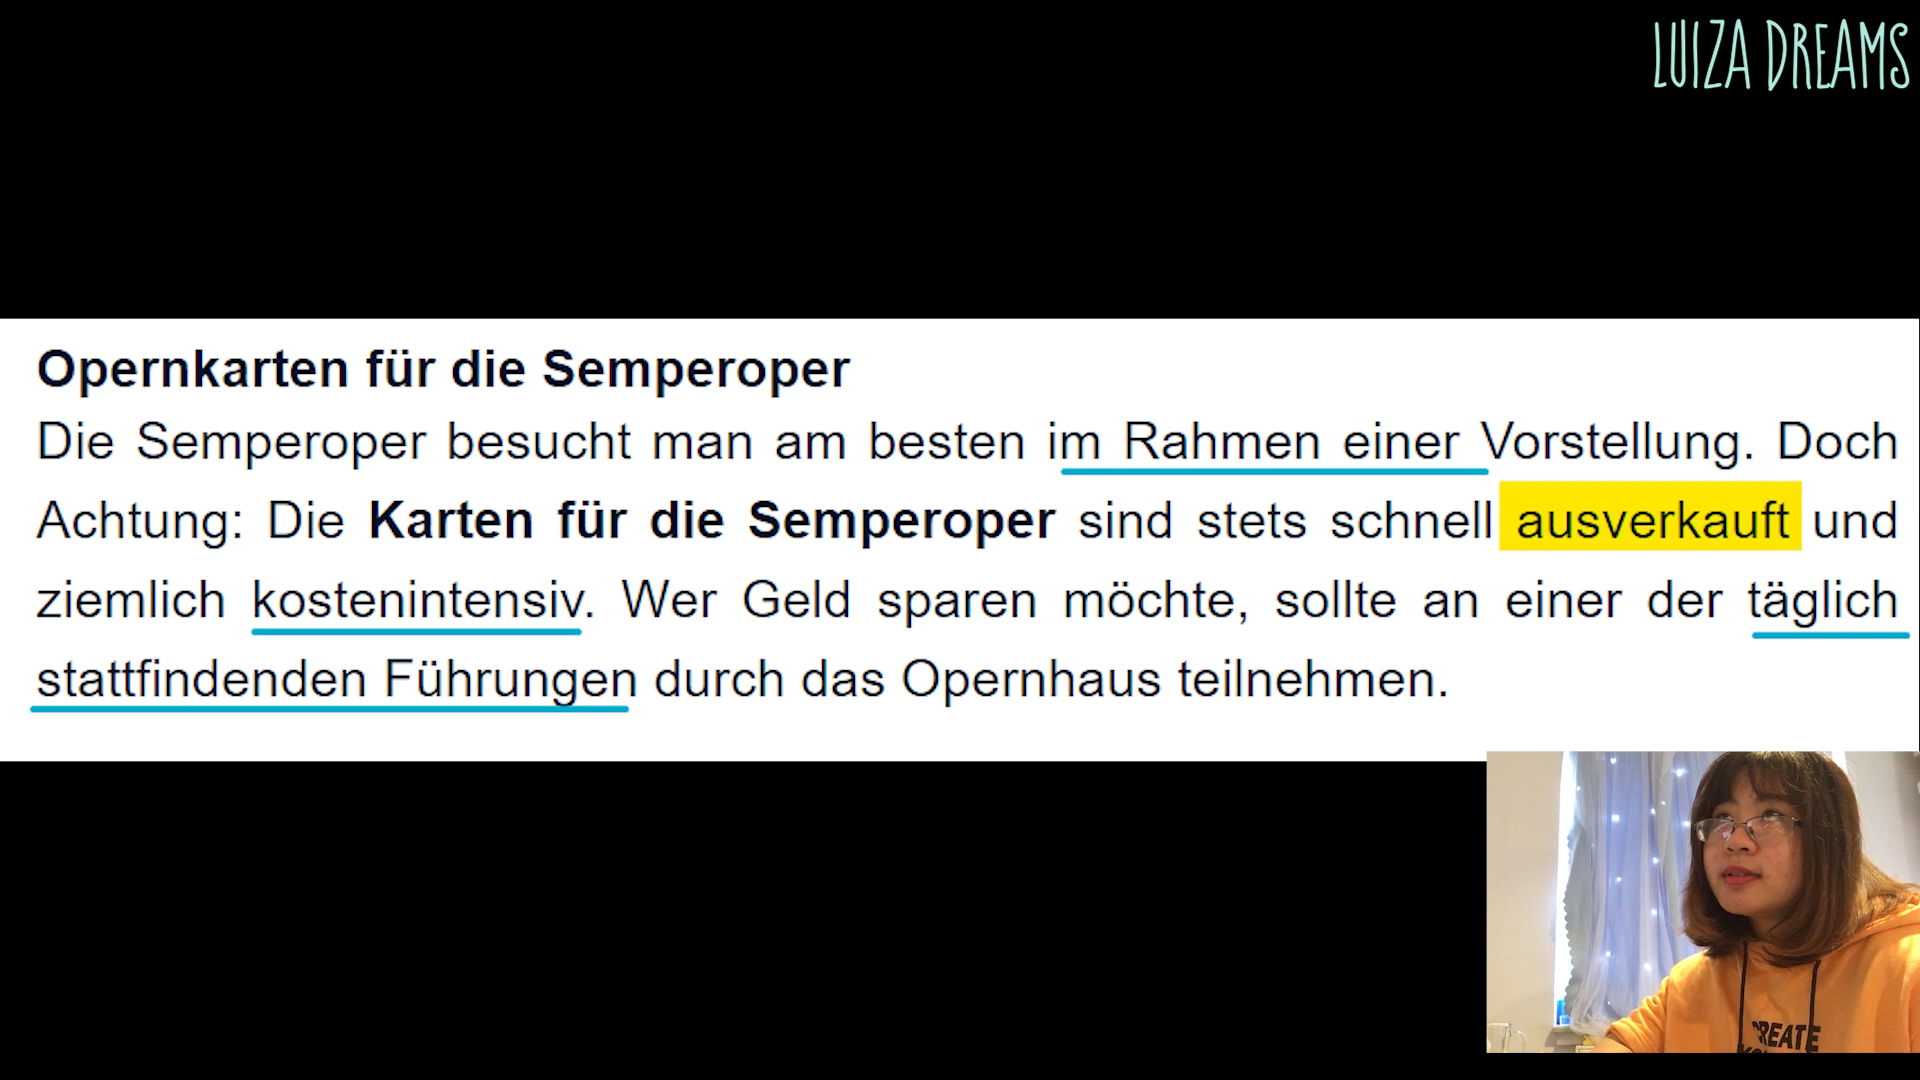 LUIZA DREAMS
Opernkarten für die Semperoper
Die Semperoper besucht man am besten im Rahmen einer Vorstellung. Doch
Achtung: Die Karten für die Semperoper sind stets schnell ausverkauft und
ziemlich kostenintensiv. Wer Geld sparen möchte, sollte an einer der täglich
stattfindenden Führungen durch das Opernhaus teilnehmen.
CREATE